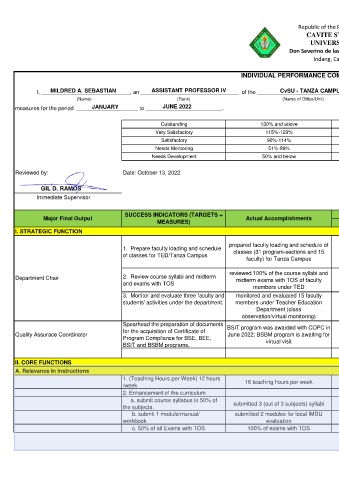 Republic of the
CAVITE S
UNIVERS
Don Severino de las
Indang, Ca
INDIVIDUAL PERFORMANCE COM
I, MILDRED A. SEBASTIAN, an ASSISTANT PROFESSOR IV of the CvSU - TANZA CAMPU
(Name) (Rank) (Name of Office/Unit)
measures for the period JANUARY to JUNE 2022.
Outstanding 130% and above
Very Satisfactory 115%-129%
Satisfactory 90%-114%
Needs Mentoring 51%-89%
Needs Development 50% and below
Reviewed by: Date: October 13, 2022
GIL D. RAMOS
Immediate Supervisor
Major Final Output SUCCESS INDICATORS (TARGETS + MEASURES) Actual Accomplishments
I. STRATEGIC FUNCTION
Department Chair
1. Prepare faculty loading and schedule
of classes for TED/Tanza Campus
prepared faculty loading and schedule of
classes (31 program-sections and 15
faculty) for Tanza Campus
2. Review course syllabi and midterm
and exams with TOS
reviewed 100% of the course syllabi and
midterm exams with TOS of faculty
members under TED
3. Monitor and evaluate three faculty and
students' activities under the department.
monitored and evaluated 15 faculty
members under Teacher Education
Department (class
observation/virtual monitoring)
Quality Assurace Coordinator
Spearhead the preparation of documents
for the acquisition of Certificate of
Program Compliance for BSE, BEE,
BSIT and BSBM programs.
BSIT program was awarded with COPC in
June 2022; BSBM program is awaiting for
virtual visit
II. CORE FUNCTIONS
A. Relevance in Instructions
1. (Teaching Hours per Week) 12 hours
/week
18 teaching hours per week
2. Enhancement of the curriculum
a. submit course syllabus in 50% of
the subjects.
submitted 3 (out of 3 subjects) syllabi
b. submit 1 module/manual/
workbook
submitted 2 modules for local IMDU
evaluation
c. 50% of all Exams with TOS
100% of exams with TOS